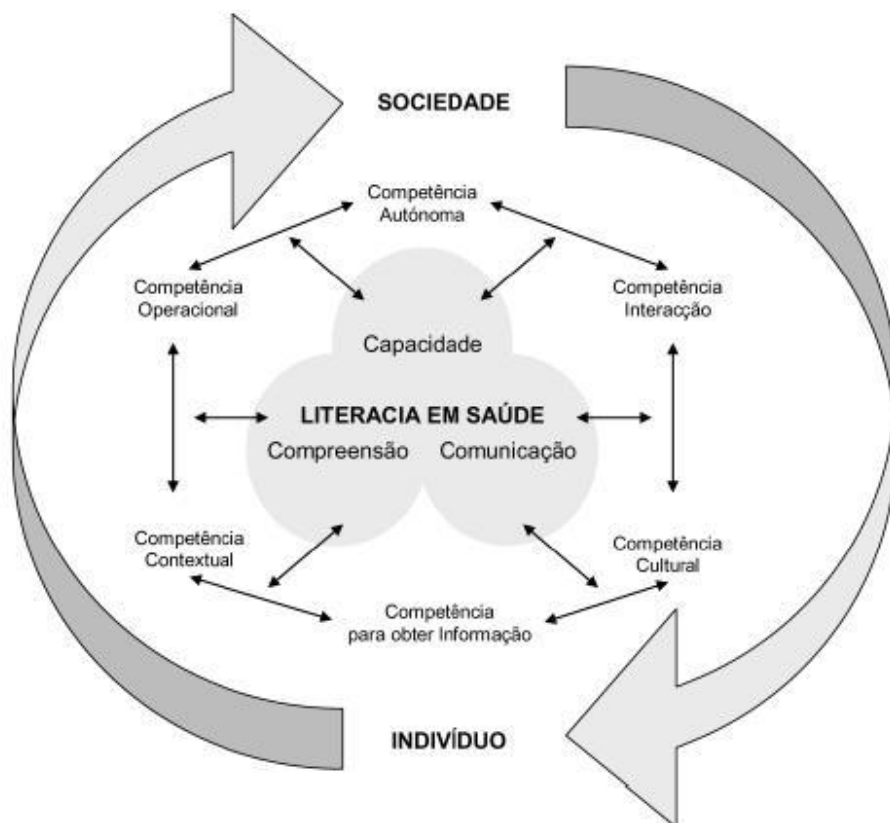 SOCIEDADE
Competência
Autónoma
Competência
Operacional
Competência
Interacção
Capacidade
LITERACIA EM SAÚDE
Compreensão
Comunicação
Competência
Contextual
Competência
Cultural
Competência
para obter Informação
INDIVÍDUO